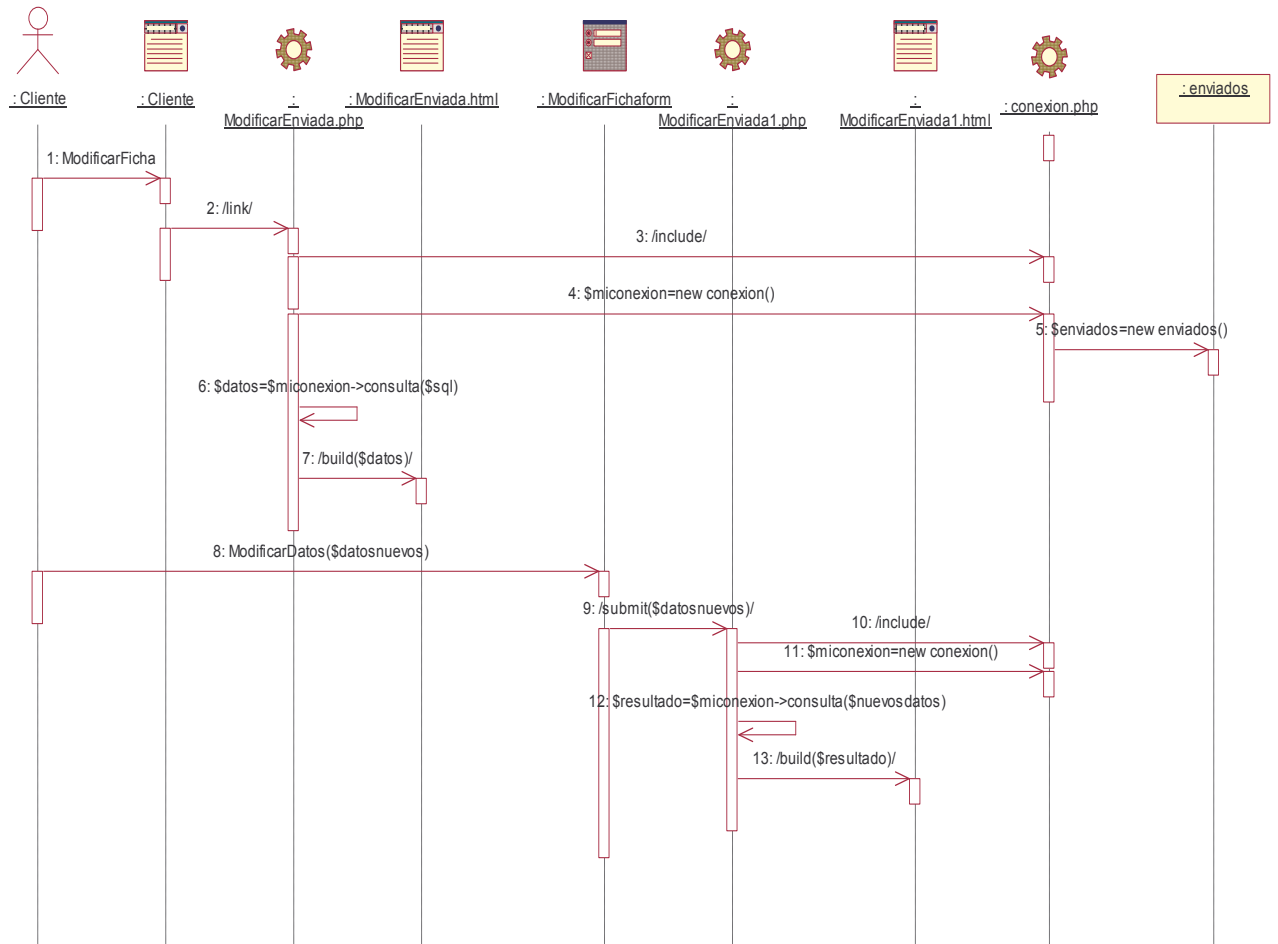 : Cliente
: Cliente
:
ModificarEnviada.php
: ModificarEnviada.html
: ModificarFichaform
:
ModificarEnviada1.php
:
ModificarEnviada1.html
: conexion.php
: enviados
1: ModificarFicha
2: /link/
3: /include/
4: $miconexion=new conexion()
5: $enviados=new enviados()
6: $datos=$miconexion->consulta($sql)
7: /build($datos)/
8: ModificarDatos($datosnuevos)
9: /submit($datosnuevos)/
10: /include/
11: $miconexion=new conexion()
12: $resultado=$miconexion->consulta($nuevosdatos)
13: /build($resultado)/